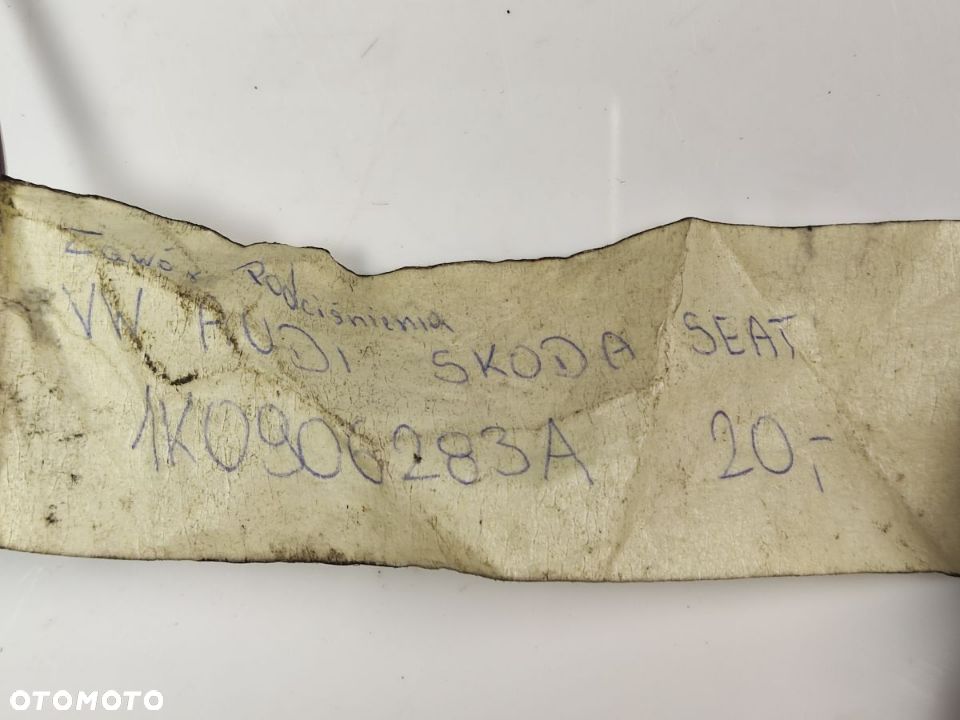 Zawór Podciśnienia
VW AUDI SKODA SEAT
1K0906283A 20,-
OTOMOTO